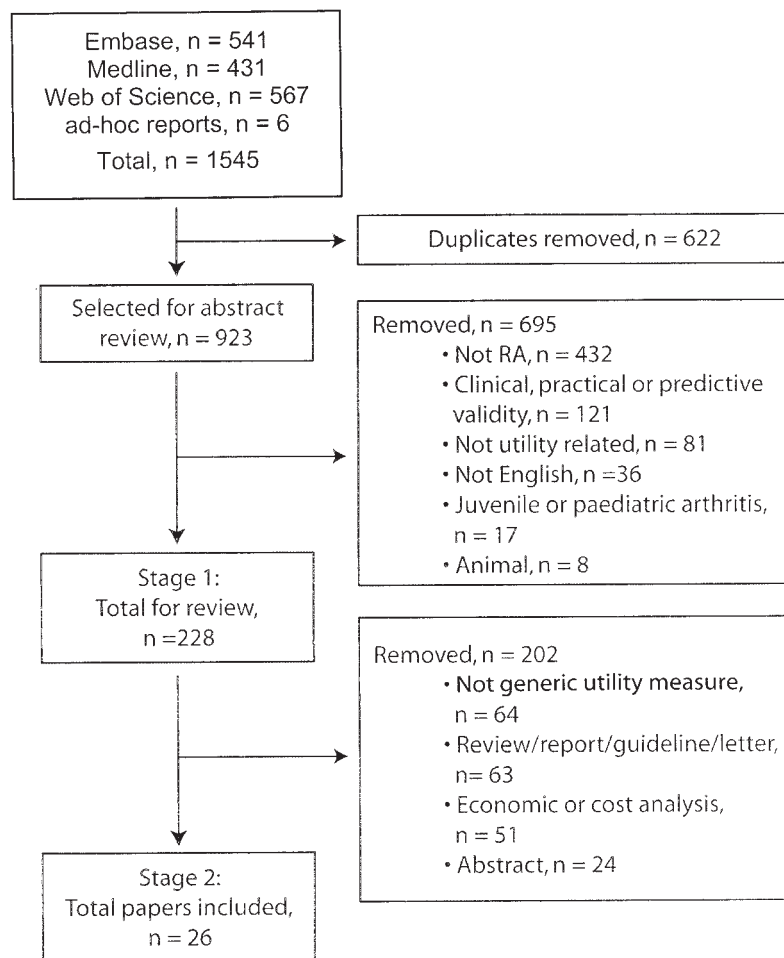 Embase, n = 541
Medline, n = 431
Web of Science, n = 567
ad-hoc reports, n = 6
Total, n = 1545
Duplicates removed, n = 622
Selected for abstract
review, n = 923
Removed, n = 695
• Not RA, n = 432
• Clinical, practical or predictive
validity, n = 121
• Not utility related, n = 81
• Not English, n =36
• Juvenile or paediatric arthritis,
n = 17
• Animal, n = 8
Stage 1:
Total for review,
n =228
Removed, n = 202
• Not generic utility measure,
n = 64
• Review/report/guideline/letter,
n= 63
• Economic or cost analysis,
n = 51
• Abstract, n = 24
Stage 2:
Total papers included,
n = 26